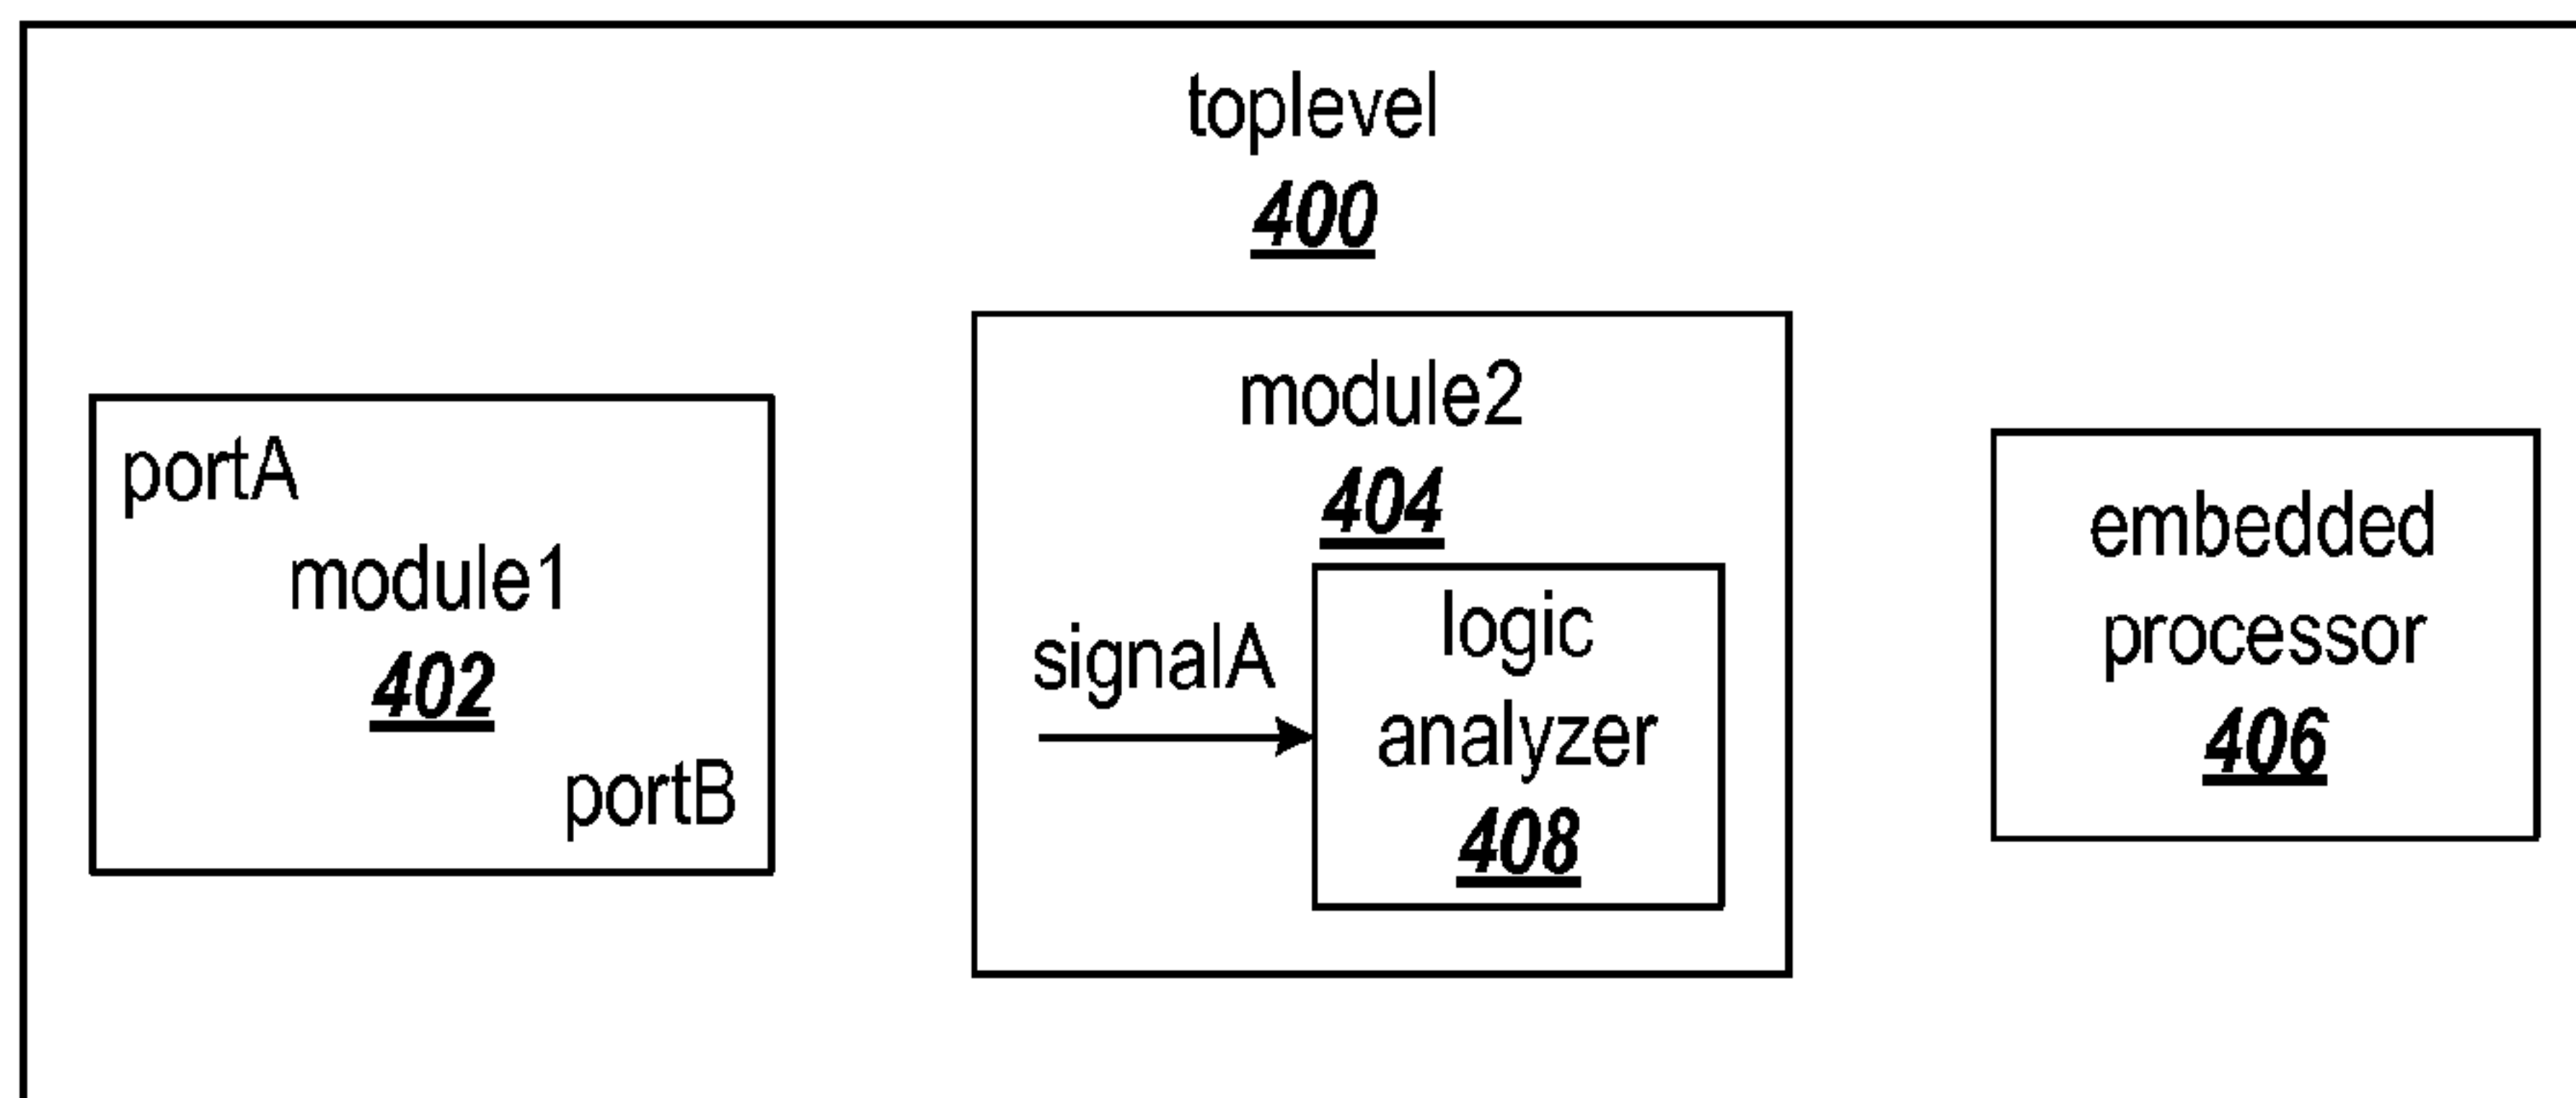 toplevel
400
portA
module1
402
portB
module2
404
signalA
logic
analyzer
408
embedded
processor
406